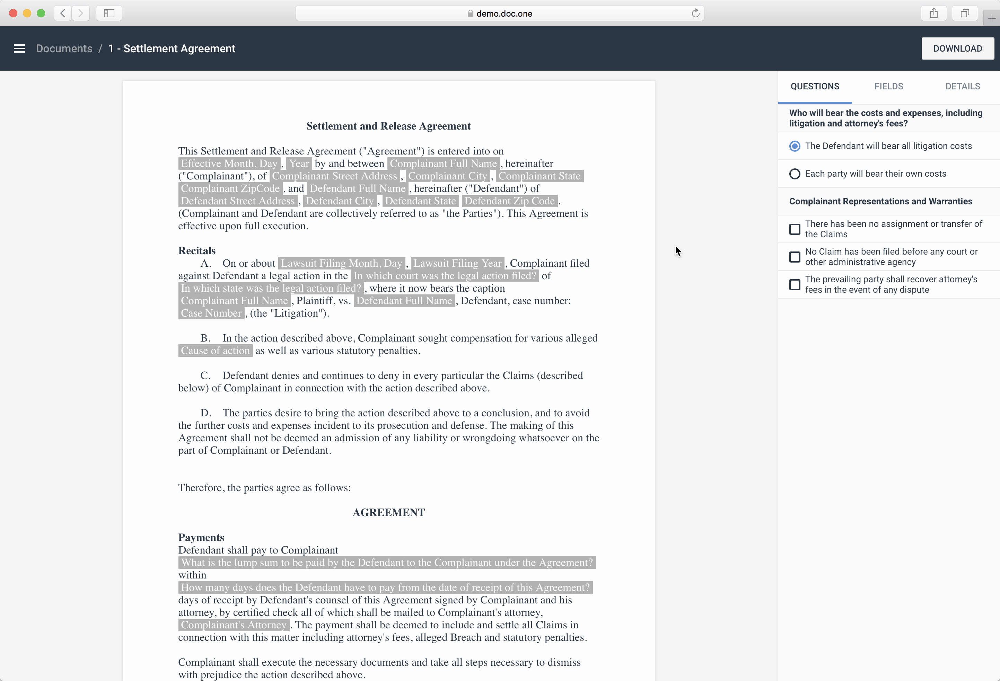 demo.doc.one
Documents / 1 - Settlement Agreement
DOWNLOAD
Settlement and Release Agreement
This Settlement and Release Agreement ("Agreement") is entered into on
Effective Month, Day , Year by and between Complainant Full Name , hereinafter
("Complainant"), of Complainant Street Address , Complainant City , Complainant State
Complainant ZipCode , and Defendant Full Name , hereinafter ("Defendant") of
Defendant Street Address , Defendant City , Defendant State Defendant Zip Code .
(Complainant and Defendant are collectively referred to as "the Parties"). This Agreement is
effective upon full execution.
Recitals
A. On or about Lawsuit Filing Month, Day , Lawsuit Filing Year , Complainant filed
against Defendant a legal action in the In which court was the legal action filed? of
In which state was the legal action filed? , where it now bears the caption
Complainant Full Name , Plaintiff, vs. Defendant Full Name , Defendant, case number:
Case Number , (the "Litigation").
B. In the action described above, Complainant sought compensation for various alleged
Cause of action as well as various statutory penalties.
C. Defendant denies and continues to deny in every particular the Claims (described
below) of Complainant in connection with the action described above.
D. The parties desire to bring the action described above to a conclusion, and to avoid
the further costs and expenses incident to its prosecution and defense. The making of this
Agreement shall not be deemed an admission of any liability or wrongdoing whatsoever on the
part of Complainant or Defendant.
Therefore, the parties agree as follows:
AGREEMENT
Payments
Defendant shall pay to Complainant
What is the lump sum to be paid by the Defendant to the Complainant under the Agreement?
within
How many days does the Defendant have to pay from the date of receipt of this Agreement?
days of receipt by Defendant's counsel of this Agreement signed by Complainant and his
attorney, by certified check all of which shall be mailed to Complainant's attorney,
Complainant's Attorney . The payment shall be deemed to include and settle all Claims in
connection with this matter including attorney's fees, alleged Breach and statutory penalties.
Complainant shall execute the necessary documents and take all steps necessary to dismiss
with prejudice the action described above.
QUESTIONS FIELDS DETAILS
Who will bear the costs and expenses, including
litigation and attorney's fees?
The Defendant will bear all litigation costs
Each party will bear their own costs
Complainant Representations and Warranties
There has been no assignment or transfer of
the Claims
No Claim has been filed before any court or
other administrative agency
The prevailing party shall recover attorney's
fees in the event of any dispute